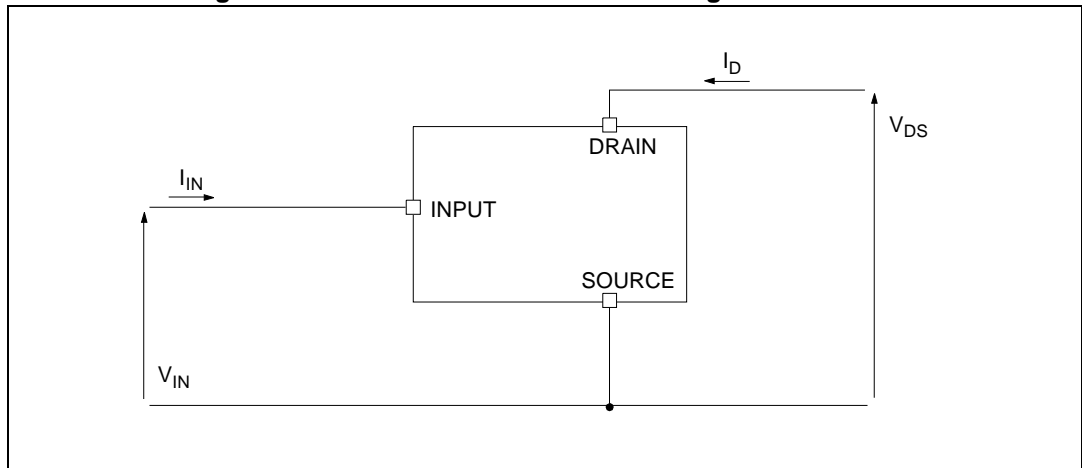 I_D
DRAIN
V_DS
I_IN
INPUT
SOURCE
V_IN